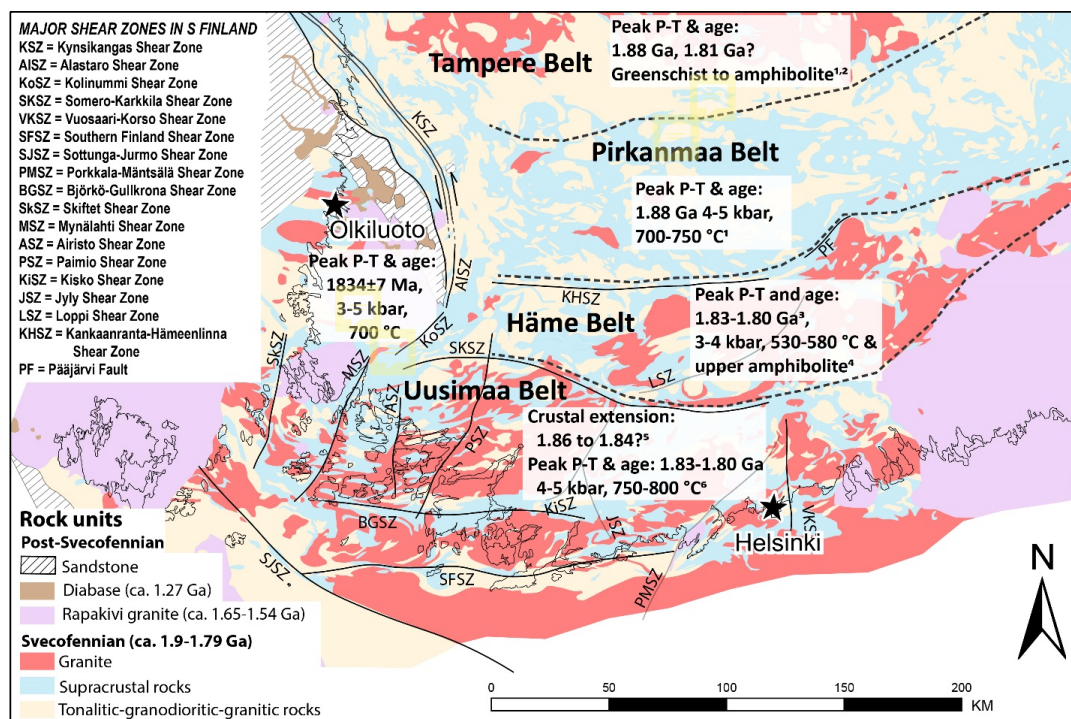 MAJOR SHEAR ZONES IN S FINLAND
KSZ = Kynsikangas Shear Zone
AlSZ = Alastaro Shear Zone
KoSZ = Kolinummi Shear Zone
SKSZ = Somero-Karkkila Shear Zone
VKSZ = Vuosaari-Korso Shear Zone
SFSZ = Southern Finland Shear Zone
SJSZ = Sottunga-Jurmo Shear Zone
PMSZ = Porkkala-Mäntsälä Shear Zone
BGSZ = Björkö-Gullkrona Shear Zone
SkSZ = Skiftet Shear Zone
MSZ = Mynälahti Shear Zone
ASZ = Airisto Shear Zone
PSZ = Paimio Shear Zone
KiSZ = Kisko Shear Zone
JSZ = Jyly Shear Zone
LSZ = Loppi Shear Zone
KHSZ = Kankaanranta-Hämeenlinna
Shear Zone
PF = Pääjärvi Fault
Tampere Belt
Peak P-T & age:
1.88 Ga, 1.81 Ga?
Greenschist to amphibolite¹,²
KSZ
Pirkanmaa Belt
Peak P-T & age:
1.88 Ga 4-5 kbar,
700-750 °C¹
Olkiluoto
Peak P-T & age:
1834±7 Ma,
3-5 kbar,
700 °C
AlSZ
KoSZ
PF
KHSZ
Häme Belt
Peak P-T and age:
1.83-1.80 Ga³,
3-4 kbar, 530-580 °C &
upper amphibolite⁴
SKSZ
SkSZ
MSZ
ASZ
LSZ
Uusimaa Belt
PSZ
Crustal extension:
1.86 to 1.84?⁵
Peak P-T & age: 1.83-1.80 Ga
4-5 kbar, 750-800 °C⁶
BGSZ
KiSZ
JSZ
VKSZ
Helsinki
SJSZ
SFSZ
PMSZ
Rock units
Post-Svecofennian
Sandstone
Diabase (ca. 1.27 Ga)
Rapakivi granite (ca. 1.65-1.54 Ga)
Svecofennian (ca. 1.9-1.79 Ga)
Granite
Supracrustal rocks
Tonalitic-granodioritic-granitic rocks
N
0 50 100 150 200
KM